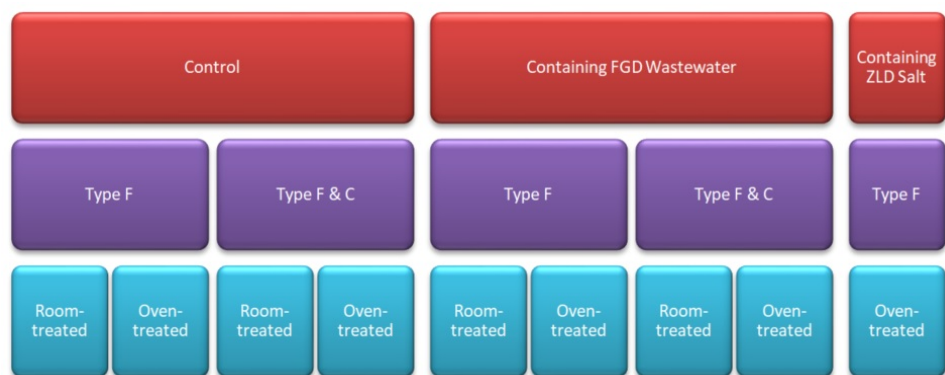 Control
Containing FGD Wastewater
Containing
ZLD Salt
Type F
Type F & C
Type F
Type F & C
Type F
Room-
treated
Oven-
treated
Room-
treated
Oven-
treated
Room-
treated
Oven-
treated
Room-
treated
Oven-
treated
Oven-
treated